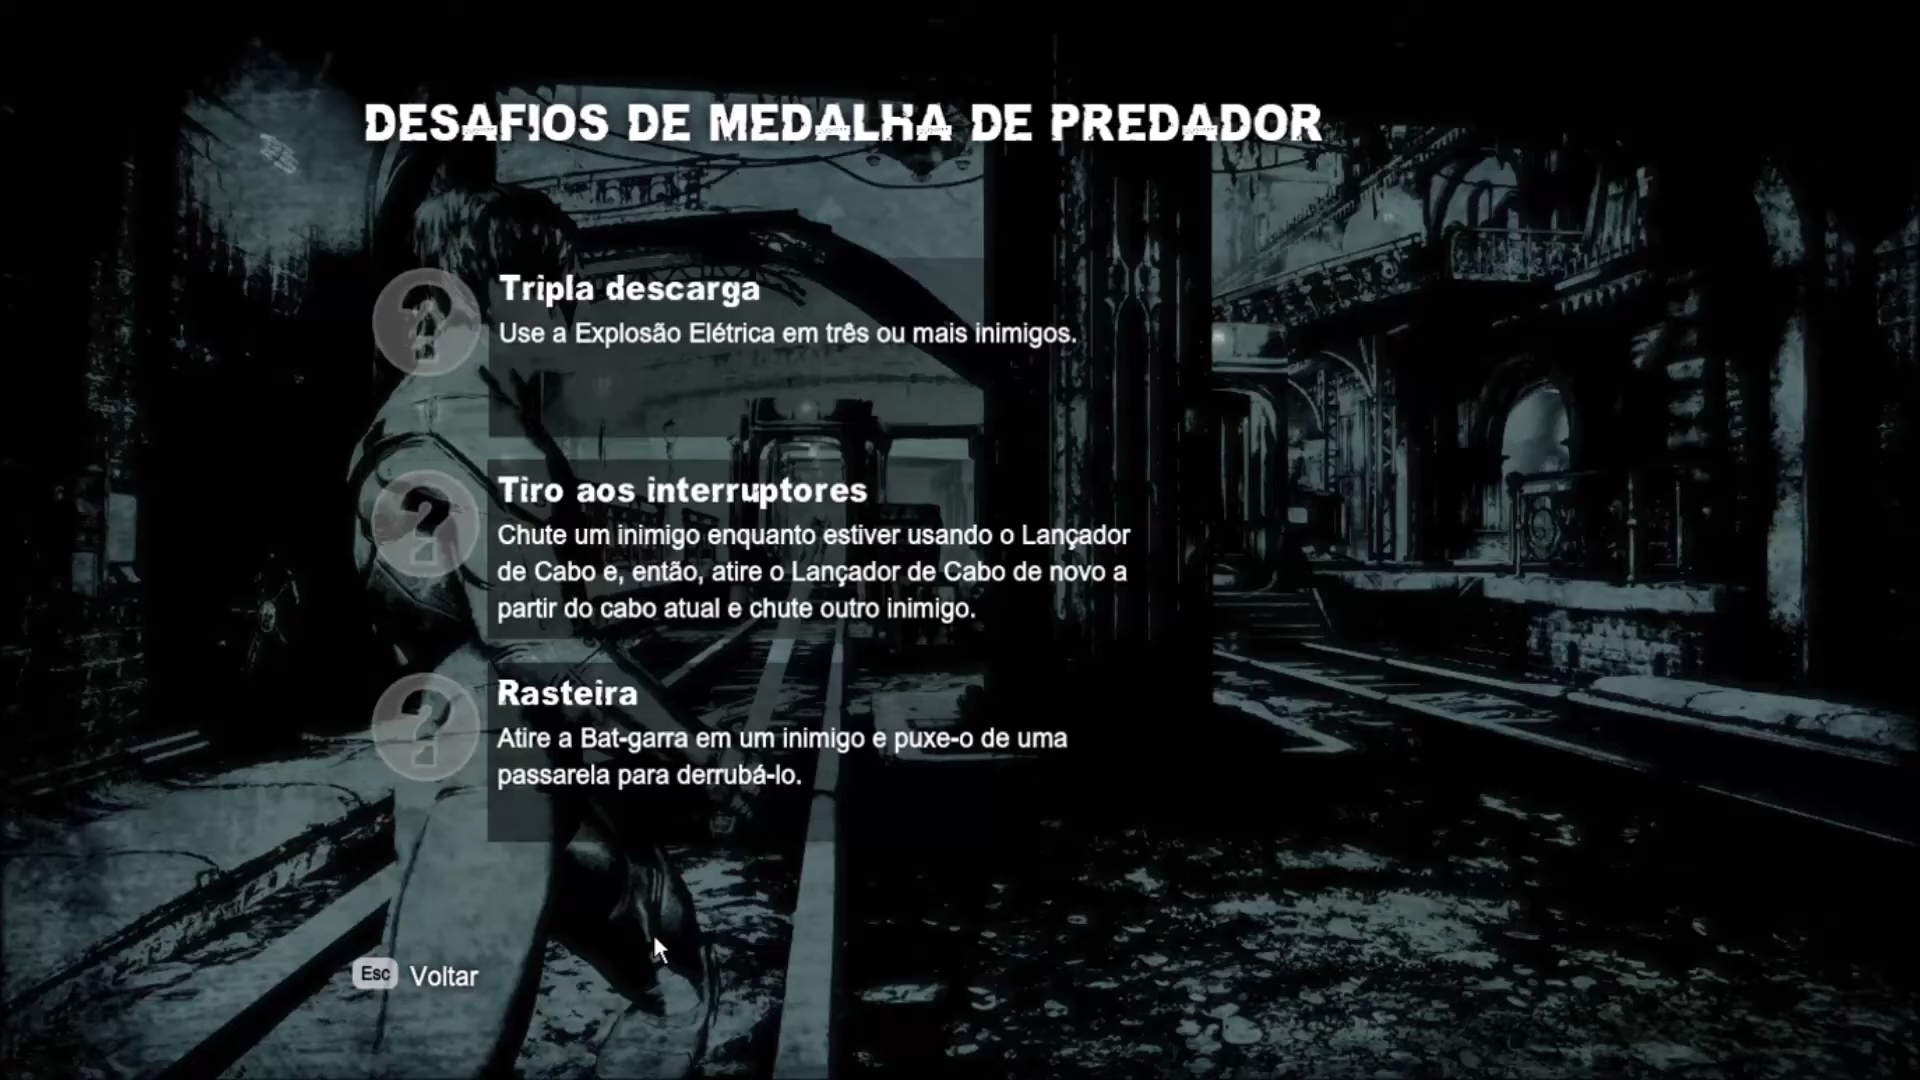 DESAFIOS DE MEDALHA DE PREDADOR
Tripla descarga
Use a Explosão Elétrica em três ou mais inimigos.
Tiro aos interruptores
Chute um inimigo enquanto estiver usando o Lançador
de Cabo e, então, atire o Lançador de Cabo de novo a
partir do cabo atual e chute outro inimigo.
Rasteira
Atire a Bat-garra em um inimigo e puxe-o de uma
passarela para derrubá-lo.
Esc Voltar